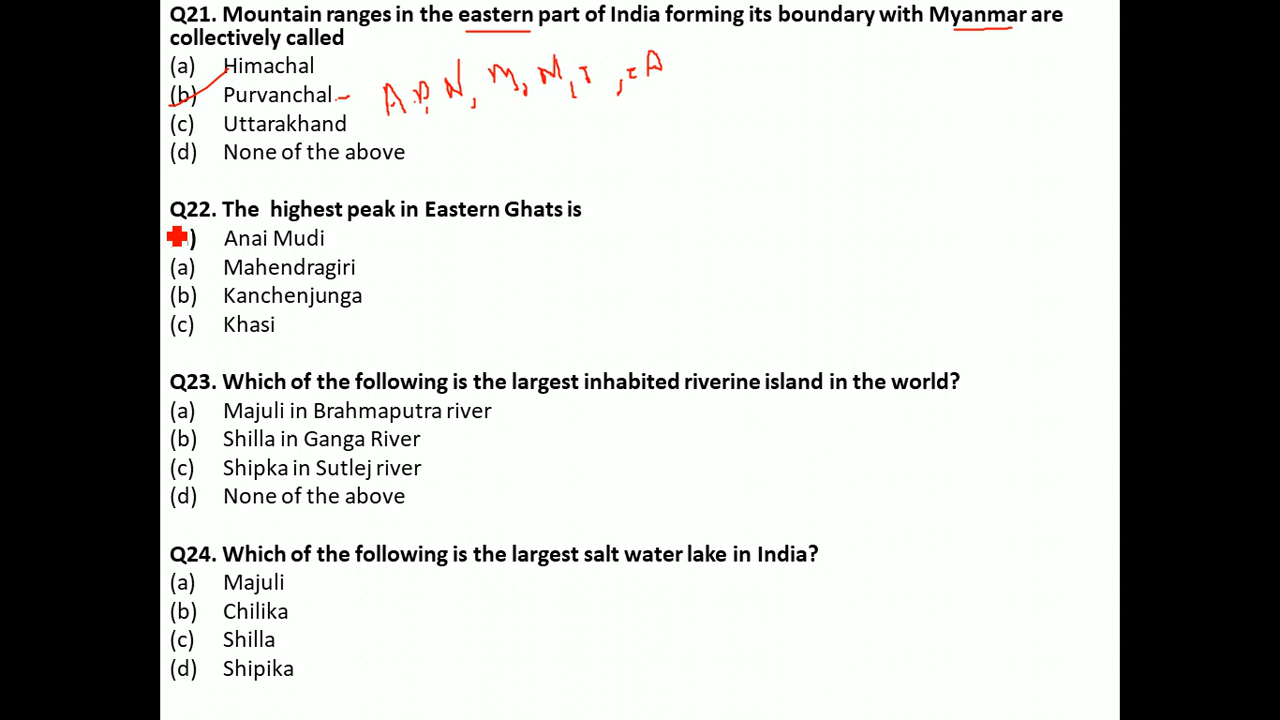 Q21. Mountain ranges in the eastern part of India forming its boundary with Myanmar are
collectively called
(a) Himachal
(b) Purvanchal
(c) Uttarakhand
(d) None of the above
Q22. The highest peak in Eastern Ghats is
) Anai Mudi
(a) Mahendragiri
(b) Kanchenjunga
(c) Khasi
Q23. Which of the following is the largest inhabited riverine island in the world?
(a) Majuli in Brahmaputra river
(b) Shilla in Ganga River
(c) Shipka in Sutlej river
(d) None of the above
Q24. Which of the following is the largest salt water lake in India?
(a) Majuli
(b) Chilika
(c) Shilla
(d) Shipika